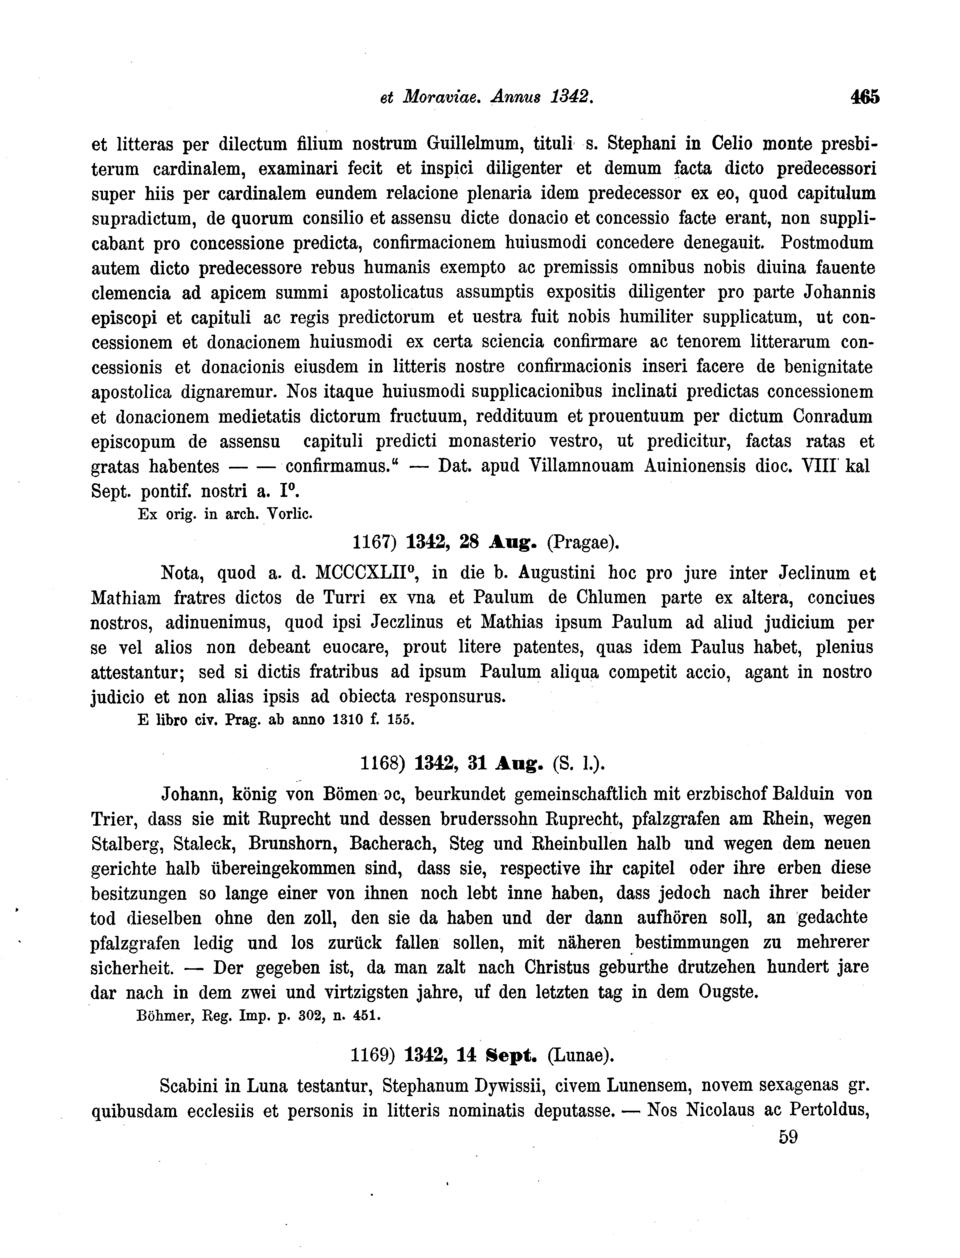 et Moraviae. Annus 1342. 465
et litteras per dilectum filium nostrum Guillelmum, tituli s. Stephani in Celio monte presbi-
terum cardinalem, examinari fecit et inspici diligenter et demum facta dicto predecessori
super hiis per cardinalem eundem relacione plenaria idem predecessor ex eo, quod capitulum
supradictum, de quorum consilio et assensu dicte donacio et concessio facte erant, non suppli-
cabant pro concessione predicta, confirmacionem huiusmodi concedere denegauit. Postmodum
autem dicto predecessore rebus humanis exempto ac premissis omnibus nobis diuina fauente
clemencia ad apicem summi apostolicatus assumptis expositis diligenter pro parte Johannis
episcopi et capituli ac regis predictorum et uestra fuit nobis humiliter supplicatum, ut con-
cessionem et donacionem huiusmodi ex certa sciencia confirmare ac tenorem litterarum con-
cessionis et donacionis eiusdem in litteris nostre confirmacionis inseri facere de benignitate
apostolica dignaremur. Nos itaque huiusmodi supplicacionibus inclinati predictas concessionem
et donacionem medietatis dictorum fructuum, reddituum et prouentuum per dictum Conradum
episcopum de assensu capituli predicti monasterio vestro, ut predicitur, factas ratas et
gratas habentes — — confirmamus.“ — Dat. apud Villamnouam Auinionensis dioc. VIII kal
Sept. pontif. nostri a. I⁰.
Ex orig. in arch. Vorlic.
1167) 1342, 28 Aug. (Pragae).
Nota, quod a. d. MCCCXLII⁰, in die b. Augustini hoc pro jure inter Jeclinum et
Mathiam fratres dictos de Turri ex vna et Paulum de Chlumen parte ex altera, conciues
nostros, adinuenimus, quod ipsi Jeczlinus et Mathias ipsum Paulum ad aliud judicium per
se vel alios non debeant euocare, prout litere patentes, quas idem Paulus habet, plenius
attestantur; sed si dictis fratribus ad ipsum Paulum aliqua competit accio, agant in nostro
judicio et non alias ipsis ad obiecta responsurus.
E libro civ. Prag. ab anno 1310 f. 155.
1168) 1342, 31 Aug. (S. l.).
Johann, könig von Bömen ɔc, beurkundet gemeinschaftlich mit erzbischof Balduin von
Trier, dass sie mit Ruprecht und dessen bruderssohn Ruprecht, pfalzgrafen am Rhein, wegen
Stalberg, Staleck, Brunshorn, Bacherach, Steg und Rheinbullen halb und wegen dem neuen
gerichte halb übereingekommen sind, dass sie, respective ihr capitel oder ihre erben diese
besitzungen so lange einer von ihnen noch lebt inne haben, dass jedoch nach ihrer beider
tod dieselben ohne den zoll, den sie da haben und der dann aufhören soll, an gedachte
pfalzgrafen ledig und los zurück fallen sollen, mit näheren bestimmungen zu mehrerer
sicherheit. — Der gegeben ist, da man zalt nach Christus geburthe drutzehen hundert jare
dar nach in dem zwei und virtzigsten jahre, uf den letzten tag in dem Ougste.
Böhmer, Reg. Imp. p. 302, n. 451.
1169) 1342, 14 Sept. (Lunae).
Scabini in Luna testantur, Stephanum Dywissii, civem Lunensem, novem sexagenas gr.
quibusdam ecclesiis et personis in litteris nominatis deputasse. — Nos Nicolaus ac Pertoldus,
59